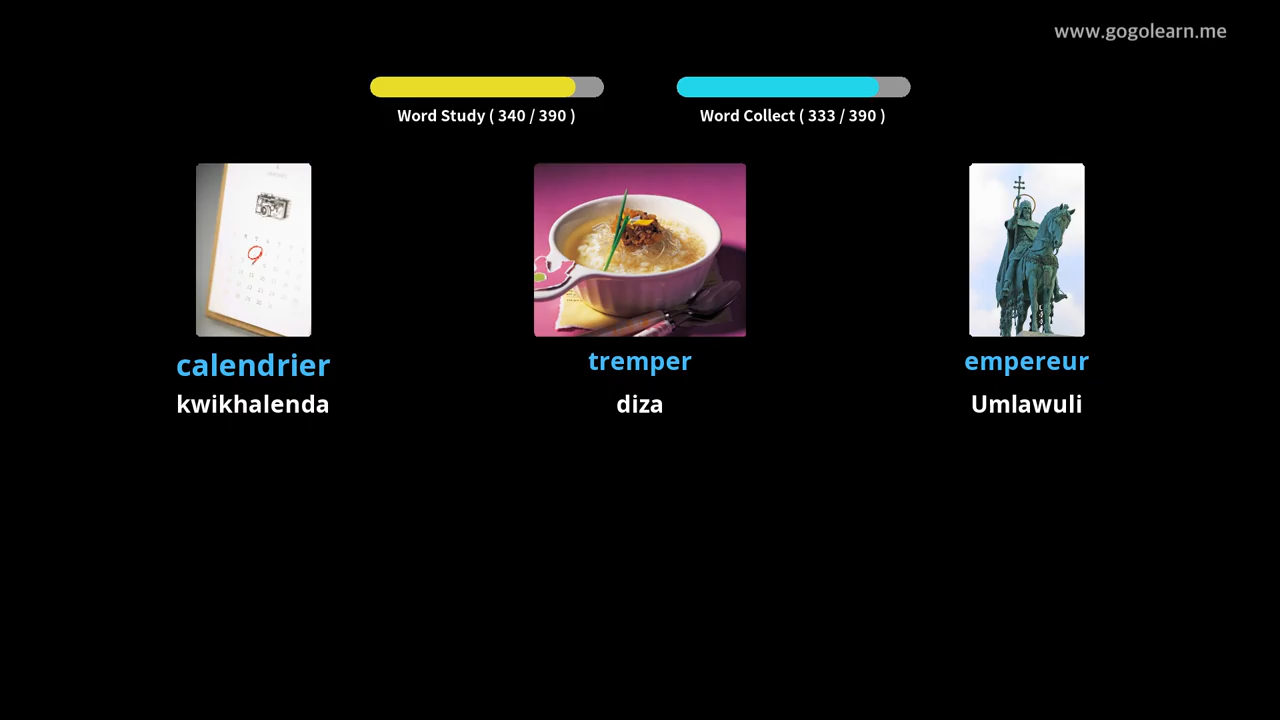 www.gogolearn.me
Word Study ( 340 / 390 )
Word Collect ( 333 / 390 )
calendrier
tremper
empereur
kwikhalenda
diza
Umlawuli